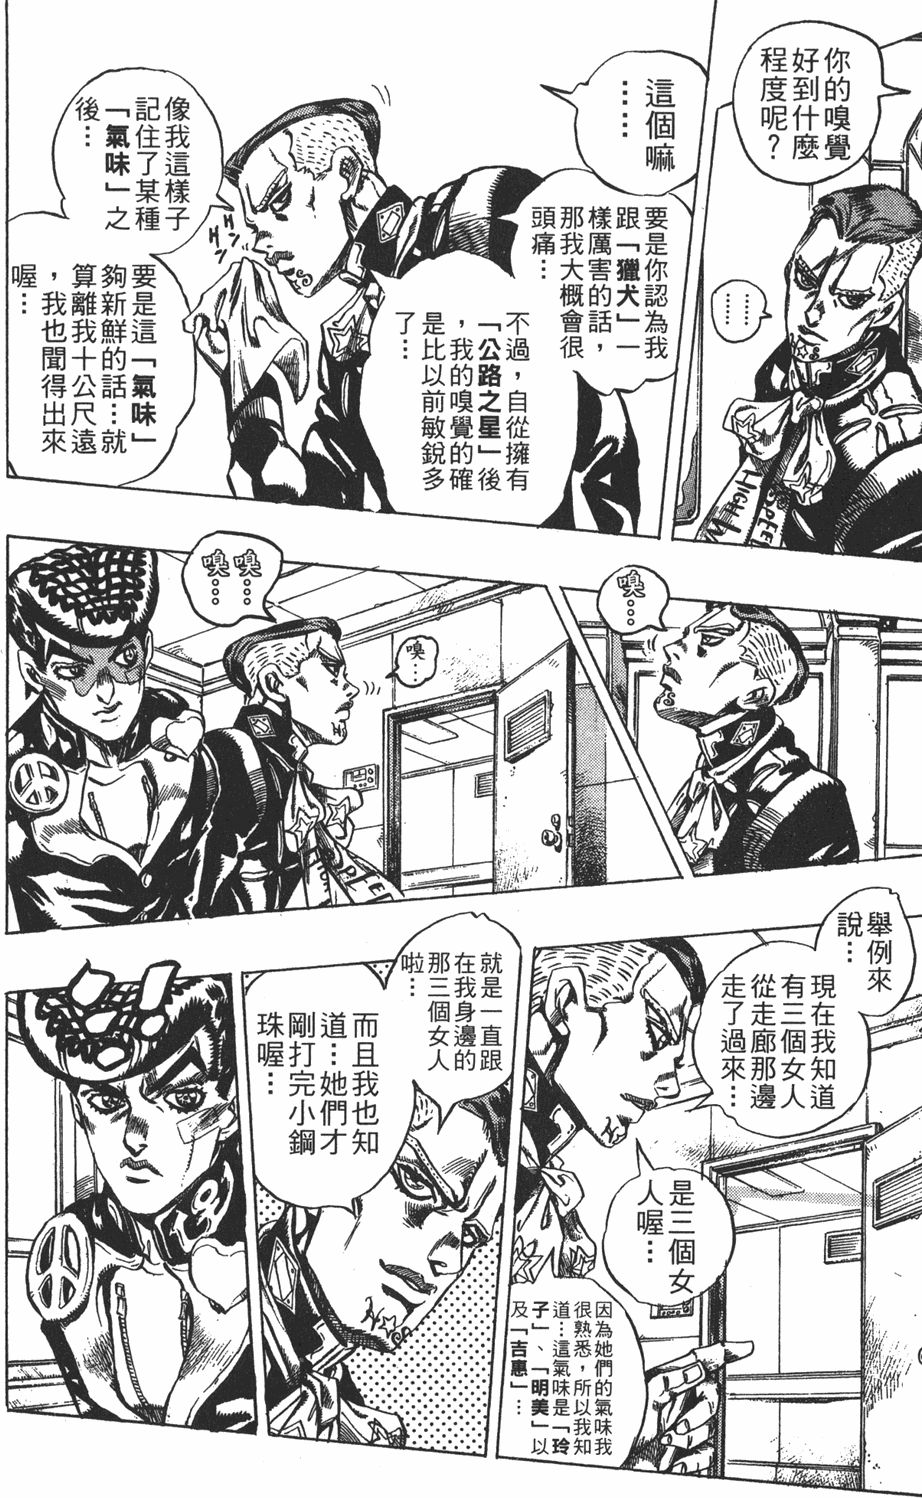 你的嗅覺
好到什麼
程度呢？
……
……
這個嘛
……
要是你認為我
跟「獵犬」一
樣厲害的話，
那我大概會很
頭痛…
不過，自從擁有
「公路之星」後
，我的嗅覺的確
是比以前敏銳多
了…
像我這樣子
記住了某種
「氣味」之
後…
要是這「氣味」
夠新鮮的話…就
算離我十公尺遠
，我也聞得出來
喔…
SPEE
HIGH W
嗅…
嗅…
嗅…
嗅…
舉例來
說…
現在我知道
有三個女人
從走廊那邊
走了過來…
是三個女
人喔…
因為她們的氣味我
很熟悉，所以我知
道…這氣味是「玲
子」、「明美」以
及「吉惠」…
就是一直跟
在我身邊的
那三個女人
啦…
而且我也知
道…她們才
剛打完小鋼
珠喔…